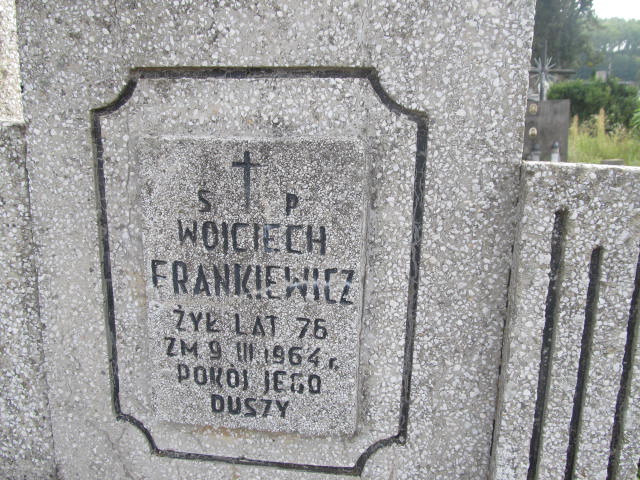 S P
WOJCIECH
FRANKIEWICZ
ŻYŁ LAT 76
ZM 9 III 1964 r.
POKÓJ JEGO
DUSZY